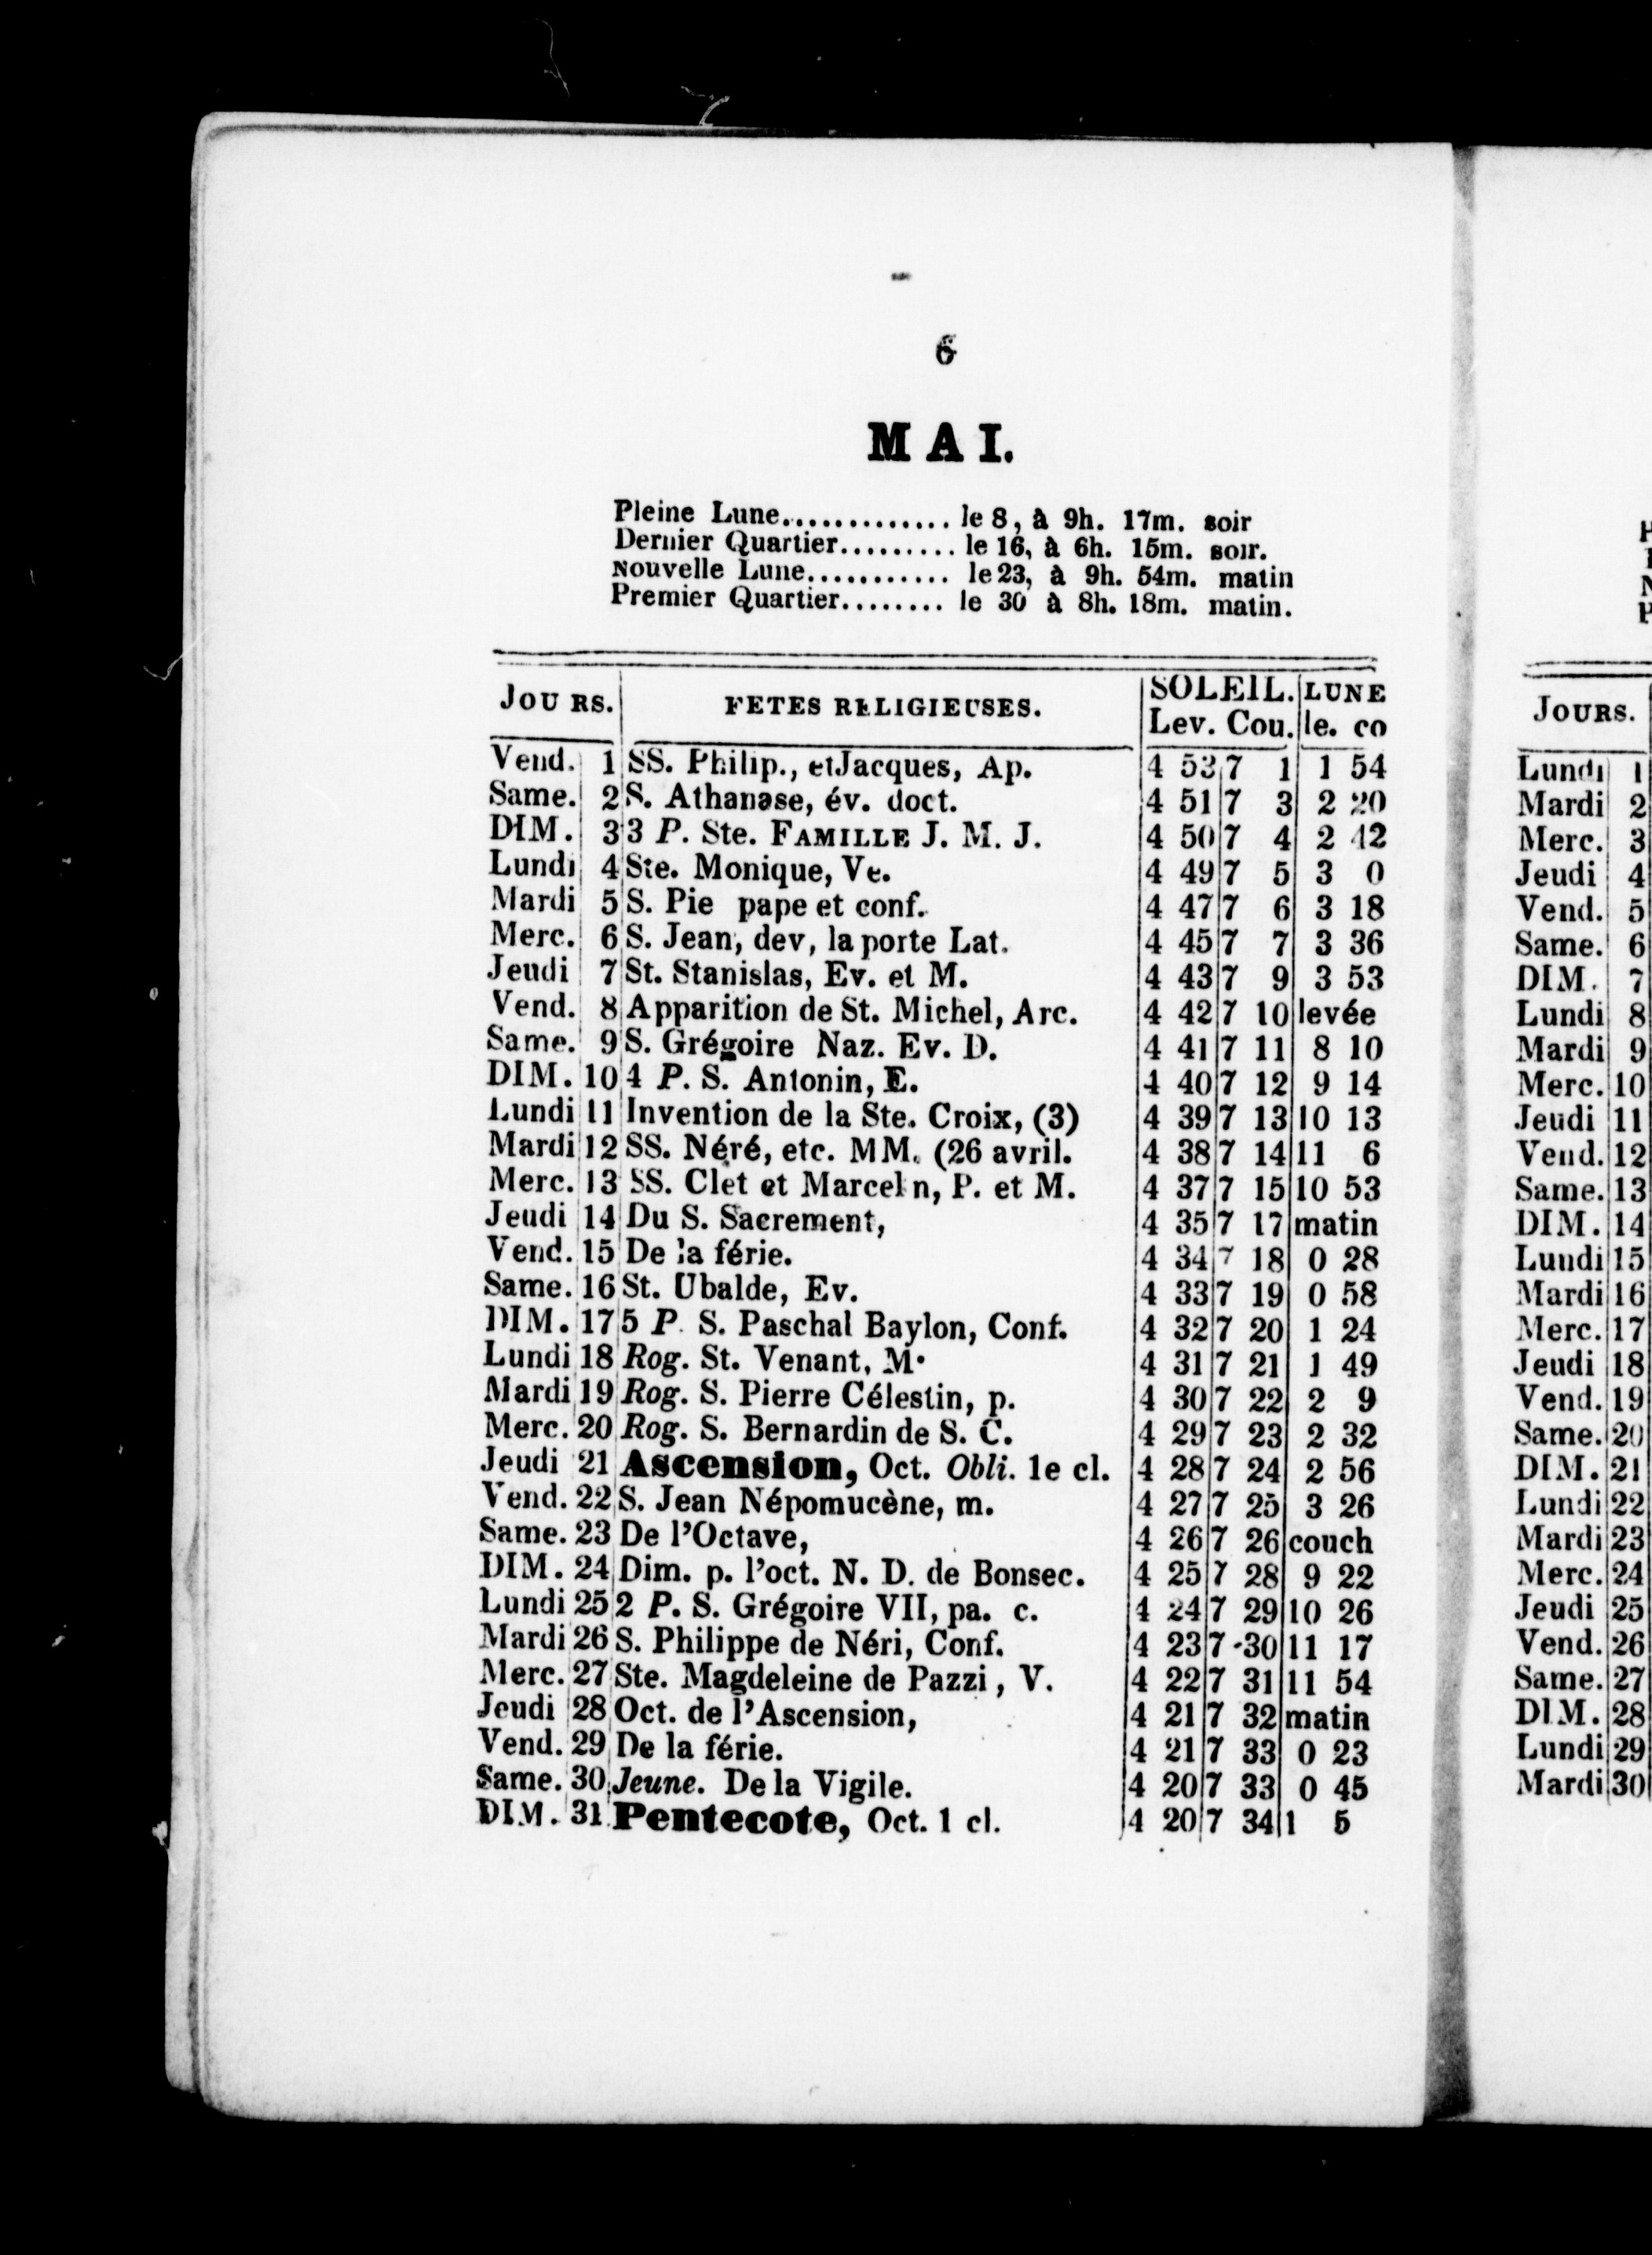 6
MAI.
Pleine Lune............. le 8, à 9h. 17m. soir
Dernier Quartier......... le 16, à 6h. 15m. soir.
Nouvelle Lune........... le 23, à 9h. 54m. matin
Premier Quartier........ le 30 à 8h. 18m. matin.
JOURS. FETES RELIGIEUSES. SOLEIL. LUNE
Lev. Cou. le. co
Vend. 1 SS. Philip., et Jacques, Ap. 4 53 7 1 1 54
Same. 2 S. Athanase, év. doct. 4 51 7 3 2 20
DIM. 3 3 P. Ste. FAMILLE J. M. J. 4 50 7 4 2 42
Lundi 4 Ste. Monique, Ve. 4 49 7 5 3 0
Mardi 5 S. Pie pape et conf. 4 47 7 6 3 18
Merc. 6 S. Jean, dev, la porte Lat. 4 45 7 7 3 36
Jeudi 7 St. Stanislas, Ev. et M. 4 43 7 9 3 53
Vend. 8 Apparition de St. Michel, Arc. 4 42 7 10 levée
Same. 9 S. Grégoire Naz. Ev. D. 4 41 7 11 8 10
DIM. 10 4 P. S. Antonin, E. 4 40 7 12 9 14
Lundi 11 Invention de la Ste. Croix, (3) 4 39 7 13 10 13
Mardi 12 SS. Néré, etc. MM. (26 avril. 4 38 7 14 11 6
Merc. 13 SS. Clet et Marcel n, P. et M. 4 37 7 15 10 53
Jeudi 14 Du S. Sacrement, 4 35 7 17 matin
Vend. 15 De la férie. 4 34 7 18 0 28
Same. 16 St. Ubalde, Ev. 4 33 7 19 0 58
DIM. 17 5 P. S. Paschal Baylon, Conf. 4 32 7 20 1 24
Lundi 18 Rog. St. Venant, M. 4 31 7 21 1 49
Mardi 19 Rog. S. Pierre Célestin, p. 4 30 7 22 2 9
Merc. 20 Rog. S. Bernardin de S. C. 4 29 7 23 2 32
Jeudi 21 Ascension, Oct. Obli. 1e cl. 4 28 7 24 2 56
Vend. 22 S. Jean Népomucène, m. 4 27 7 25 3 26
Same. 23 De l'Octave, 4 26 7 26 couch
DIM. 24 Dim. p. l'oct. N. D. de Bonsec. 4 25 7 28 9 22
Lundi 25 2 P. S. Grégoire VII, pa. c. 4 24 7 29 10 26
Mardi 26 S. Philippe de Néri, Conf. 4 23 7 30 11 17
Merc. 27 Ste. Magdeleine de Pazzi, V. 4 22 7 31 11 54
Jeudi 28 Oct. de l'Ascension, 4 21 7 32 matin
Vend. 29 De la férie. 4 21 7 33 0 23
Same. 30 Jeune. De la Vigile. 4 20 7 33 0 45
DIM. 31 Pentecote, Oct. 1 cl. 4 20 7 34 1 5
JOURS.
Lundi 1
Mardi 2
Merc. 3
Jeudi 4
Vend. 5
Same. 6
DIM. 7
Lundi 8
Mardi 9
Merc. 10
Jeudi 11
Vend. 12
Same. 13
DIM. 14
Lundi 15
Mardi 16
Merc. 17
Jeudi 18
Vend. 19
Same. 20
DIM. 21
Lundi 22
Mardi 23
Merc. 24
Jeudi 25
Vend. 26
Same. 27
DIM. 28
Lundi 29
Mardi 30